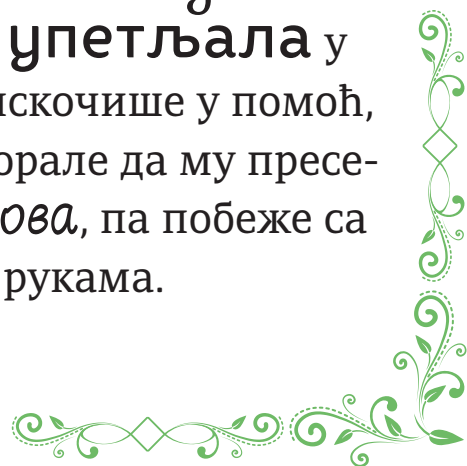 упетљала у
искочише у помоћ,
орале да му пресе-
ова, па побеже са
рукама.